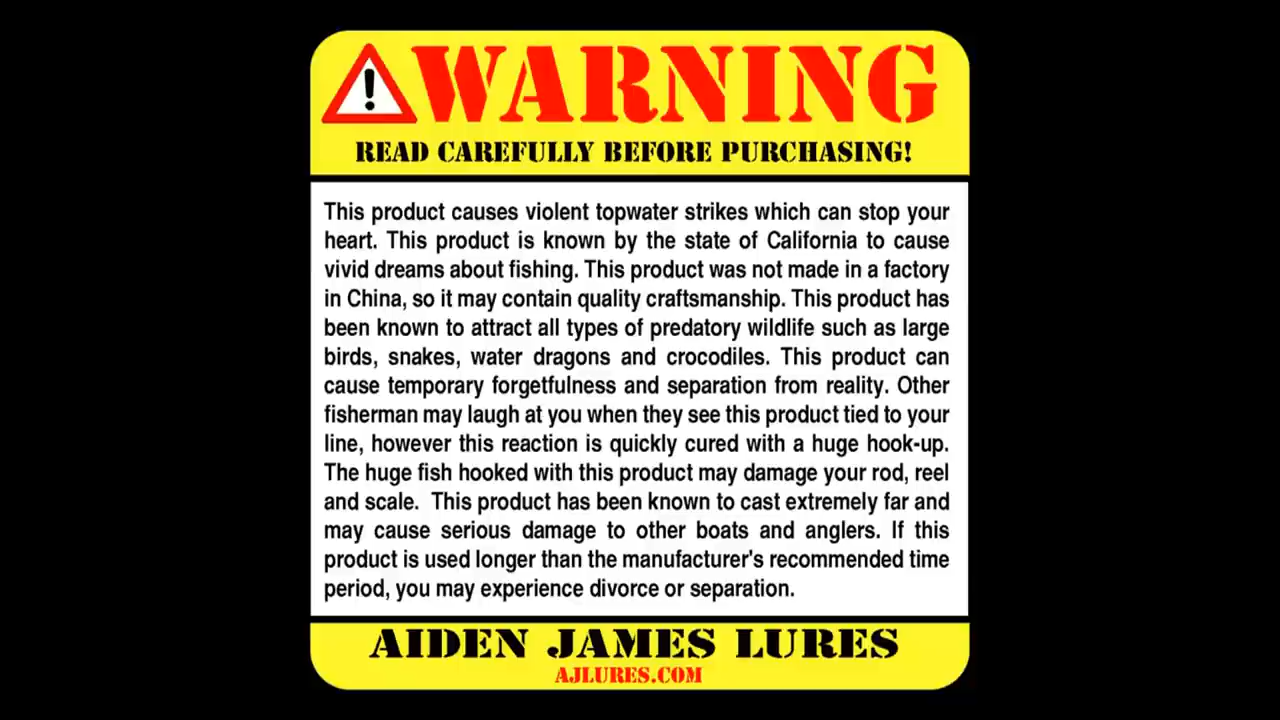 WARNING
READ CAREFULLY BEFORE PURCHASING!
This product causes violent topwater strikes which can stop your
heart. This product is known by the state of California to cause
vivid dreams about fishing. This product was not made in a factory
in China, so it may contain quality craftsmanship. This product has
been known to attract all types of predatory wildlife such as large
birds, snakes, water dragons and crocodiles. This product can
cause temporary forgetfulness and separation from reality. Other
fisherman may laugh at you when they see this product tied to your
line, however this reaction is quickly cured with a huge hook-up.
The huge fish hooked with this product may damage your rod, reel
and scale. This product has been known to cast extremely far and
may cause serious damage to other boats and anglers. If this
product is used longer than the manufacturer's recommended time
period, you may experience divorce or separation.
AIDEN JAMES LURES
AJLURES.COM